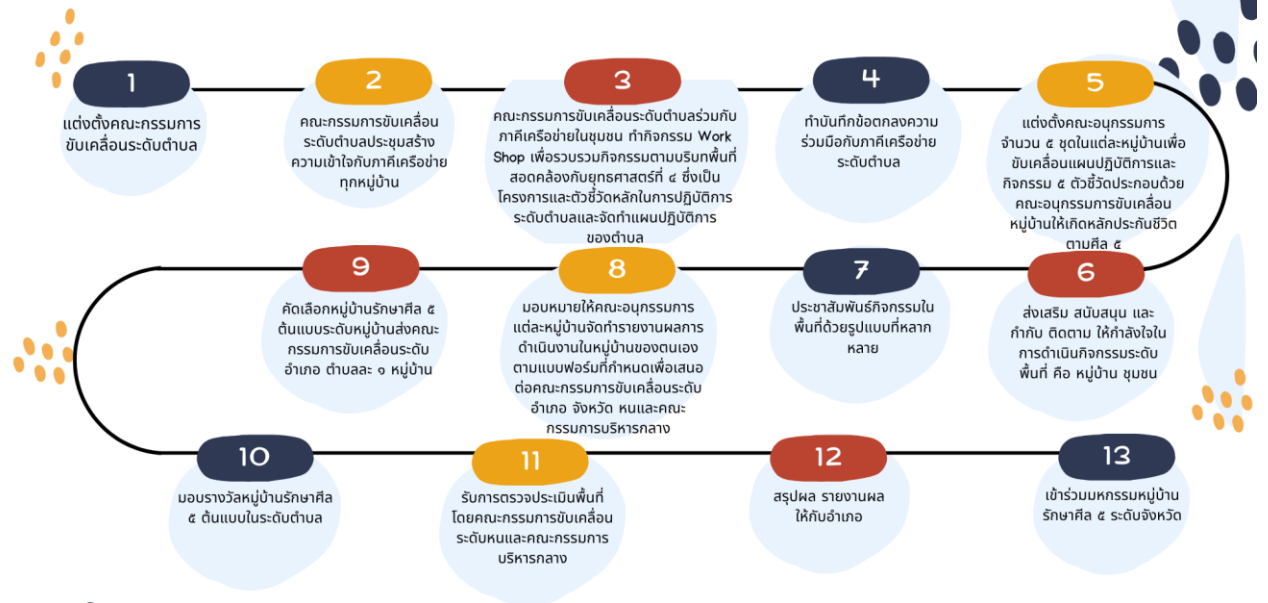 1
แต่งตั้งคณะกรรมการ
ขับเคลื่อนระดับตำบล
2
คณะกรรมการขับเคลื่อน
ระดับตำบลประชุมสร้าง
ความเข้าใจกับภาคีเครือข่าย
ทุกหมู่บ้าน
3
คณะกรรมการขับเคลื่อนระดับตำบลร่วมกับ
ภาคีเครือข่ายในชุมชน ทำกิจกรรม Work
Shop เพื่อรวบรวมกิจกรรมตามบริบทพื้นที่
สอดคล้องกับยุทธศาสตร์ที่ ๔ ซึ่งเป็น
โครงการและตัวชี้วัดหลักในการปฏิบัติการ
ระดับตำบลและจัดทำแผนปฏิบัติการ
ของตำบล
4
ทำบันทึกข้อตกลงความ
ร่วมมือกับภาคีเครือข่าย
ระดับตำบล
5
แต่งตั้งคณะอนุกรรมการ
จำนวน ๕ ชุดในแต่ละหมู่บ้านเพื่อ
ขับเคลื่อนแผนปฏิบัติการและ
กิจกรรม ๕ ตัวชี้วัดประกอบด้วย
คณะอนุกรรมการขับเคลื่อน
หมู่บ้านให้เกิดหลักประกันชีวิต
ตามศีล ๕
6
ส่งเสริม สนับสนุน และ
กำกับ ติดตาม ให้กำลังใจใน
การดำเนินกิจกรรมระดับ
พื้นที่ คือ หมู่บ้าน ชุมชน
7
ประชาสัมพันธ์กิจกรรมใน
พื้นที่ด้วยรูปแบบที่หลาก
หลาย
8
มอบหมายให้คณะอนุกรรมการ
แต่ละหมู่บ้านจัดทำรายงานผลการ
ดำเนินงานในหมู่บ้านของตนเอง
ตามแบบฟอร์มที่กำหนดเพื่อเสนอ
ต่อคณะกรรมการขับเคลื่อนระดับ
อำเภอ จังหวัด หนและคณะ
กรรมการบริหารกลาง
9
คัดเลือกหมู่บ้านรักษาศีล ๕
ต้นแบบระดับหมู่บ้านส่งคณะ
กรรมการขับเคลื่อนระดับ
อำเภอ ตำบลละ ๑ หมู่บ้าน
10
มอบรางวัลหมู่บ้านรักษาศีล
๕ ต้นแบบในระดับตำบล
11
รับการตรวจประเมินพื้นที่
โดยคณะกรรมการขับเคลื่อน
ระดับหนและคณะกรรมการ
บริหารกลาง
12
สรุปผล รายงานผล
ให้กับอำเภอ
13
เข้าร่วมมหกรรมหมู่บ้าน
รักษาศีล ๕ ระดับจังหวัด